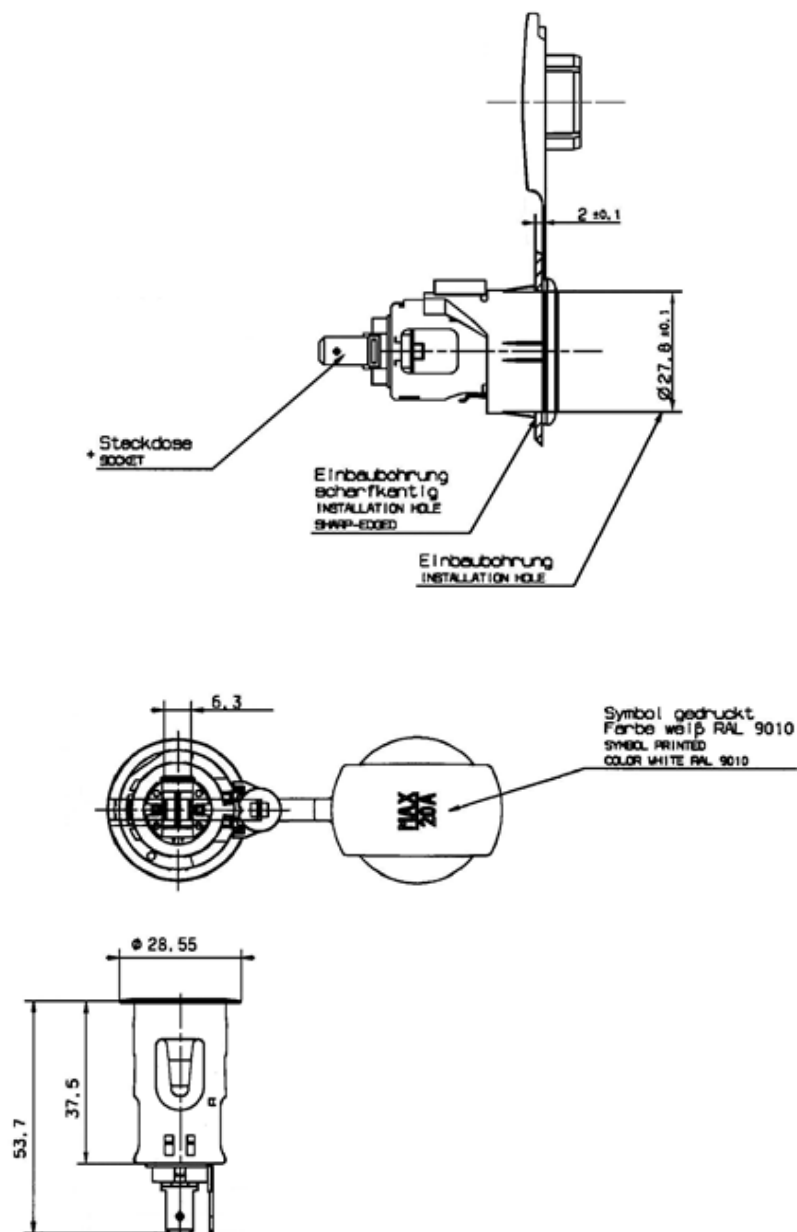 2 ±0.1
Ø27,8 ±0.1
+ Steckdose
SOCKET
Einbaubohrung
scharfkantig
INSTALLATION HOLE
SHARP-EDGED
Einbaubohrung
INSTALLATION HOLE
6,3
Symbol gedruckt
Farbe weiß RAL 9010
SYMBOL PRINTED
COLOR WHITE RAL 9010
MAX
20A
Ø 28,55
37,5
53,7